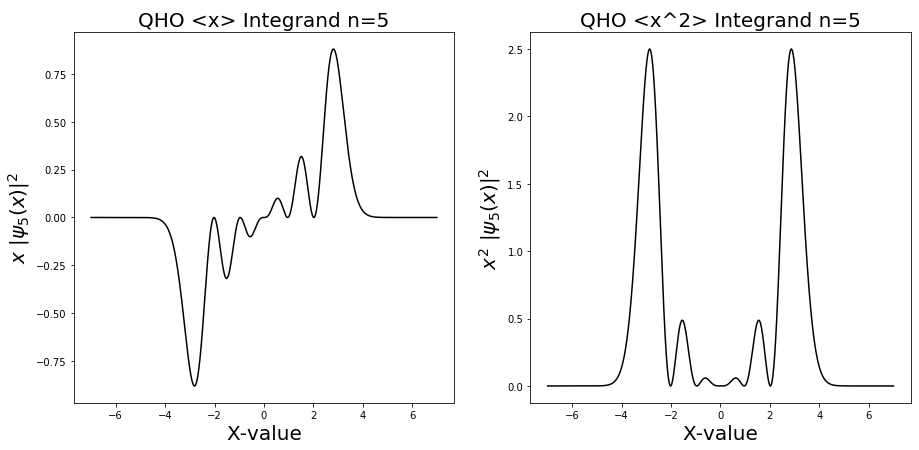 QHO <x> Integrand n=5
x |ψ₅(x)|²
0.75
0.50
0.25
0.00
−0.25
−0.50
−0.75
−6 −4 −2 0 2 4 6
X-value
QHO <x^2> Integrand n=5
x² |ψ₅(x)|²
2.5
2.0
1.5
1.0
0.5
0.0
−6 −4 −2 0 2 4 6
X-value